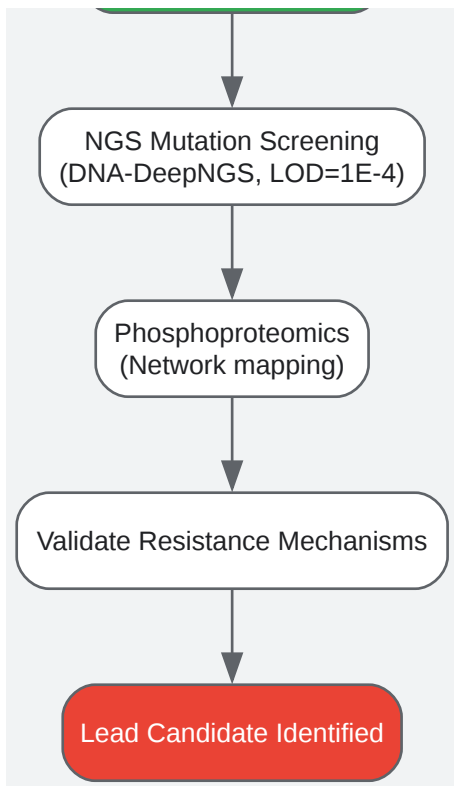 NGS Mutation Screening
(DNA-DeepNGS, LOD=1E-4)
Phosphoproteomics
(Network mapping)
Validate Resistance Mechanisms
Lead Candidate Identified